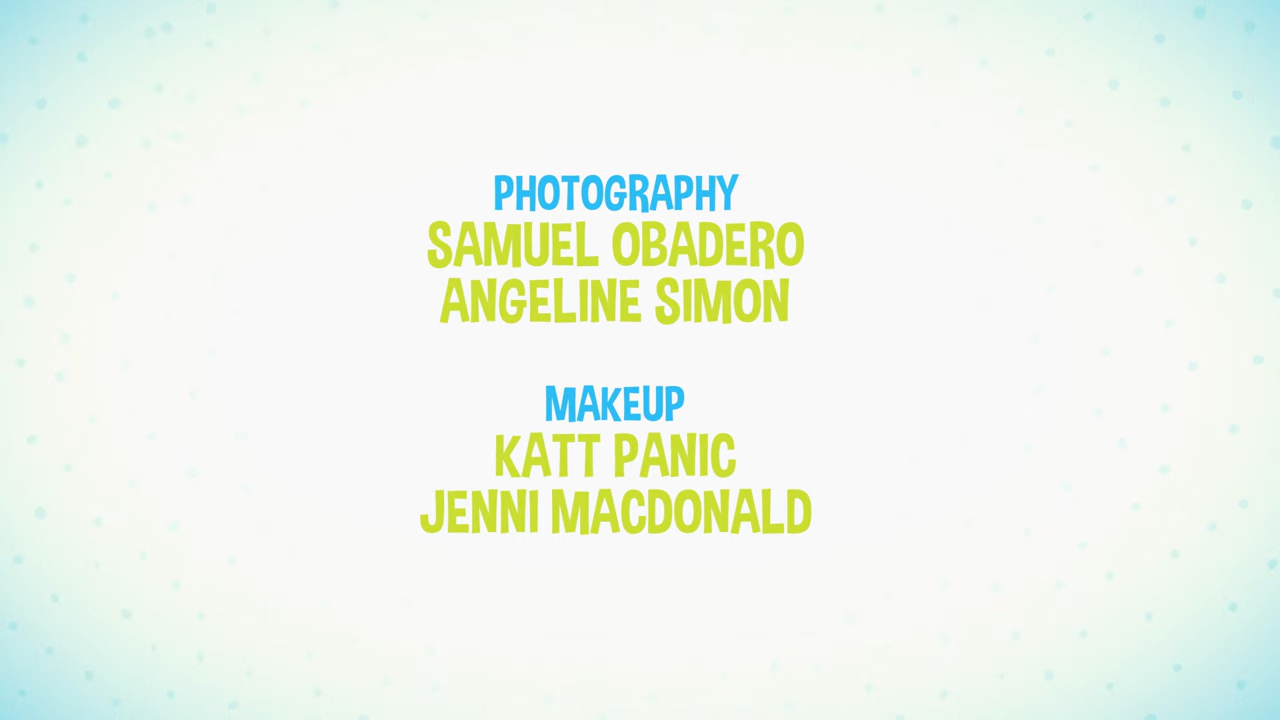 PHOTOGRAPHY
SAMUEL OBADERO
ANGELINE SIMON
MAKEUP
KATT PANIC
JENNI MACDONALD